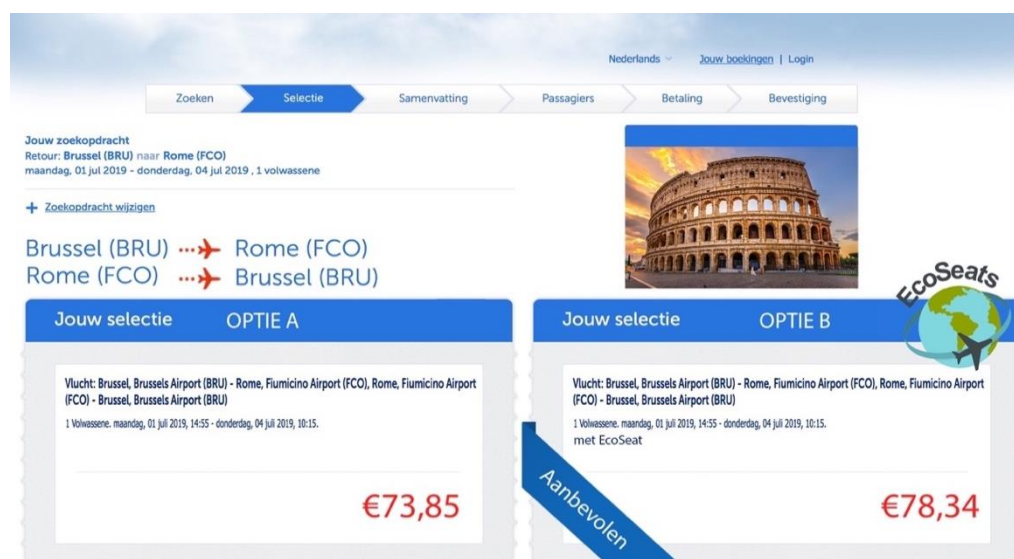 Nederlands Jouw boekingen | Login
Zoeken Selectie Samenvatting Passagiers Betaling Bevestiging
Jouw zoekopdracht
Retour: Brussel (BRU) naar Rome (FCO)
maandag, 01 jul 2019 - donderdag, 04 jul 2019 , 1 volwassene
+ Zoekopdracht wijzigen
Brussel (BRU) Rome (FCO)
Rome (FCO) Brussel (BRU)
Jouw selectie OPTIE A
Vlucht: Brussel, Brussels Airport (BRU) - Rome, Fiumicino Airport (FCO), Rome, Fiumicino Airport
(FCO) - Brussel, Brussels Airport (BRU)
1 Volwassene. maandag, 01 juli 2019, 14:55 - donderdag, 04 juli 2019, 10:15.
€73,85
EcoSeats
Jouw selectie OPTIE B
Vlucht: Brussel, Brussels Airport (BRU) - Rome, Fiumicino Airport (FCO), Rome, Fiumicino Airport
(FCO) - Brussel, Brussels Airport (BRU)
1 Volwassene. maandag, 01 juli 2019, 14:55 - donderdag, 04 juli 2019, 10:15.
met EcoSeat
Aanbevolen
€78,34